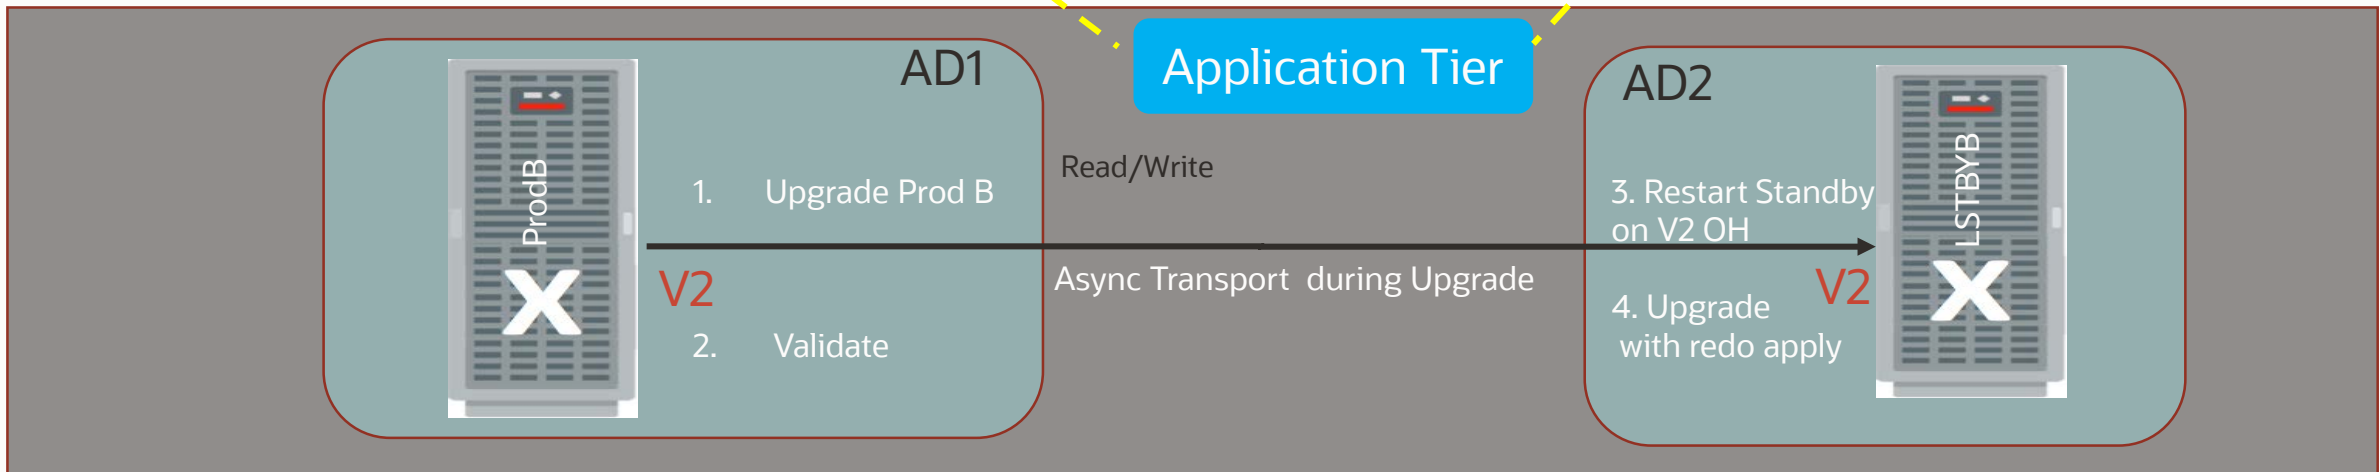 Application Tier
AD1
ProdB
1. Upgrade Prod B
V2
2. Validate
Read/Write
Async Transport during Upgrade
AD2
3. Restart Standby
on V2 OH
V2
4. Upgrade
with redo apply
LSTBYB
X
X